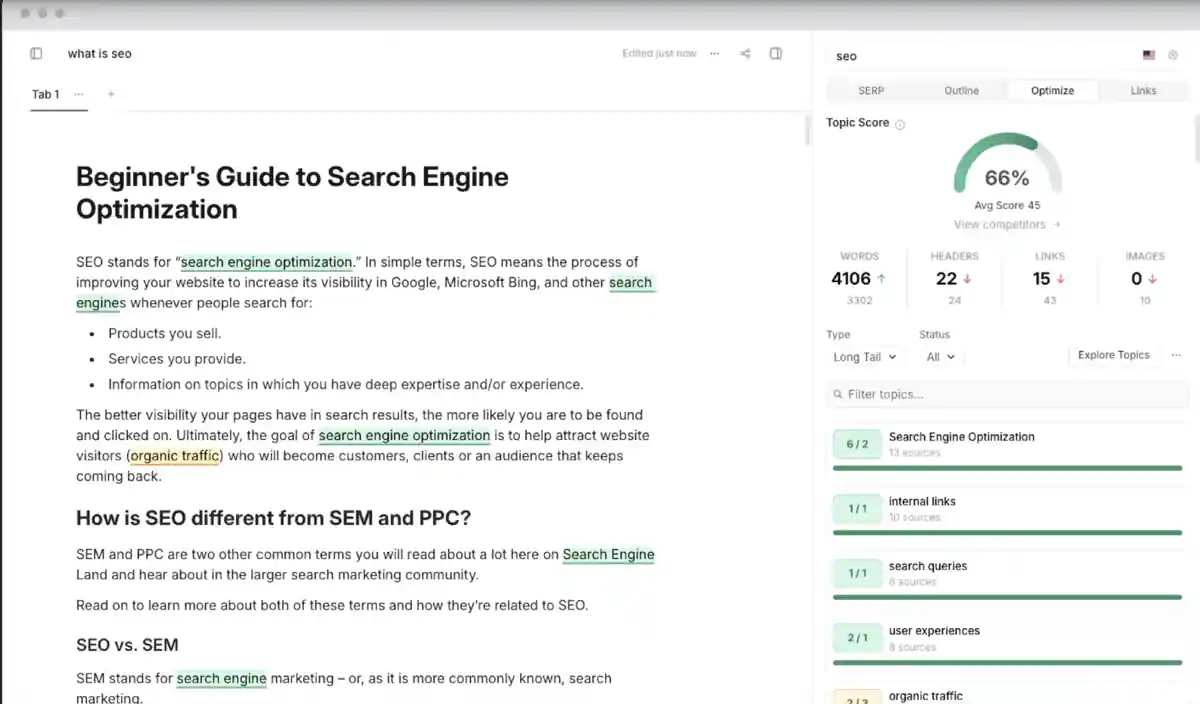 what is seo
Edited just now
Tab 1
Beginner's Guide to Search Engine
Optimization
SEO stands for “search engine optimization.” In simple terms, SEO means the process of
improving your website to increase its visibility in Google, Microsoft Bing, and other search
engines whenever people search for:
• Products you sell.
• Services you provide.
• Information on topics in which you have deep expertise and/or experience.
The better visibility your pages have in search results, the more likely you are to be found
and clicked on. Ultimately, the goal of search engine optimization is to help attract website
visitors (organic traffic) who will become customers, clients or an audience that keeps
coming back.
How is SEO different from SEM and PPC?
SEM and PPC are two other common terms you will read about a lot here on Search Engine
Land and hear about in the larger search marketing community.
Read on to learn more about both of these terms and how they're related to SEO.
SEO vs. SEM
SEM stands for search engine marketing – or, as it is more commonly known, search
marketing.
seo
SERP Outline Optimize Links
Topic Score
66%
Avg Score 45
View competitors →
WORDS HEADERS LINKS IMAGES
4106 ↑ 22 ↓ 15 ↓ 0 ↓
3302 24 43 10
Type Status
Long Tail All Explore Topics
Filter topics...
6 / 2 Search Engine Optimization
13 sources
1 / 1 internal links
10 sources
1 / 1 search queries
8 sources
2 / 1 user experiences
8 sources
2 / 3 organic traffic